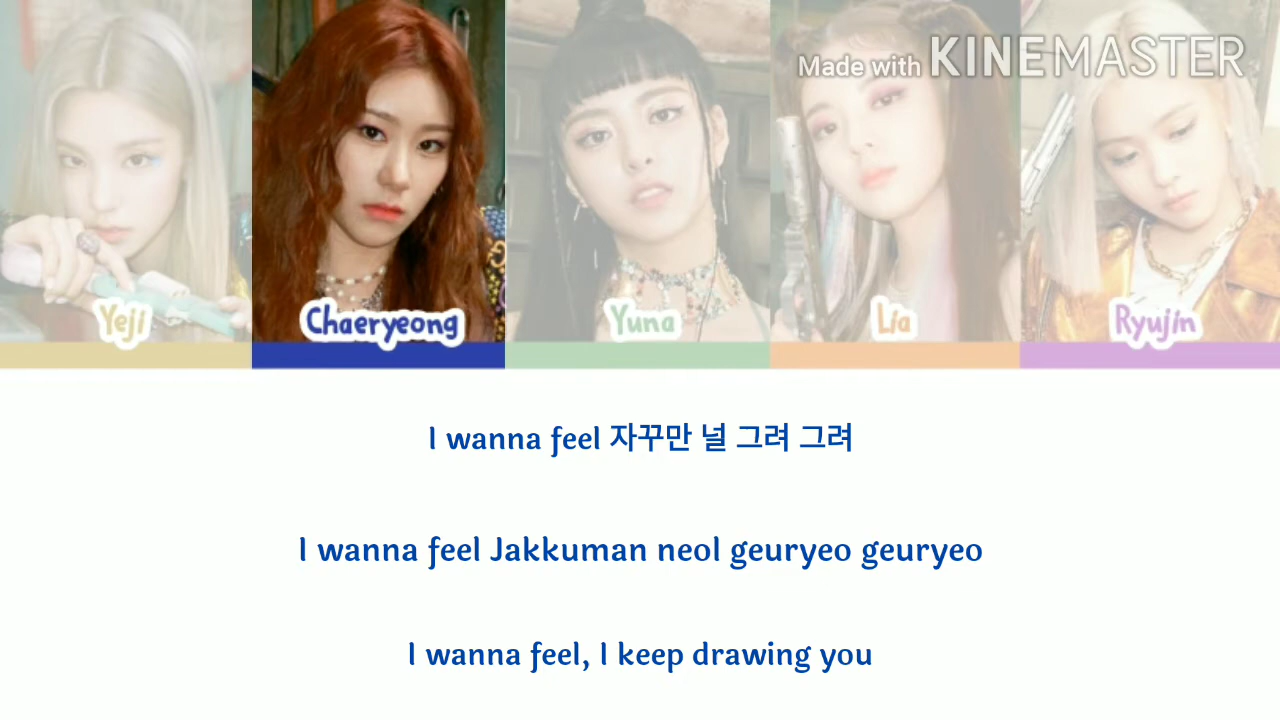 Made with KINEMASTER
Yeji
Chaeryeong
Yuna
Lia
Ryujin
I wanna feel 자꾸만 널 그려 그려
I wanna feel Jakkuman neol geuryeo geuryeo
I wanna feel, I keep drawing you